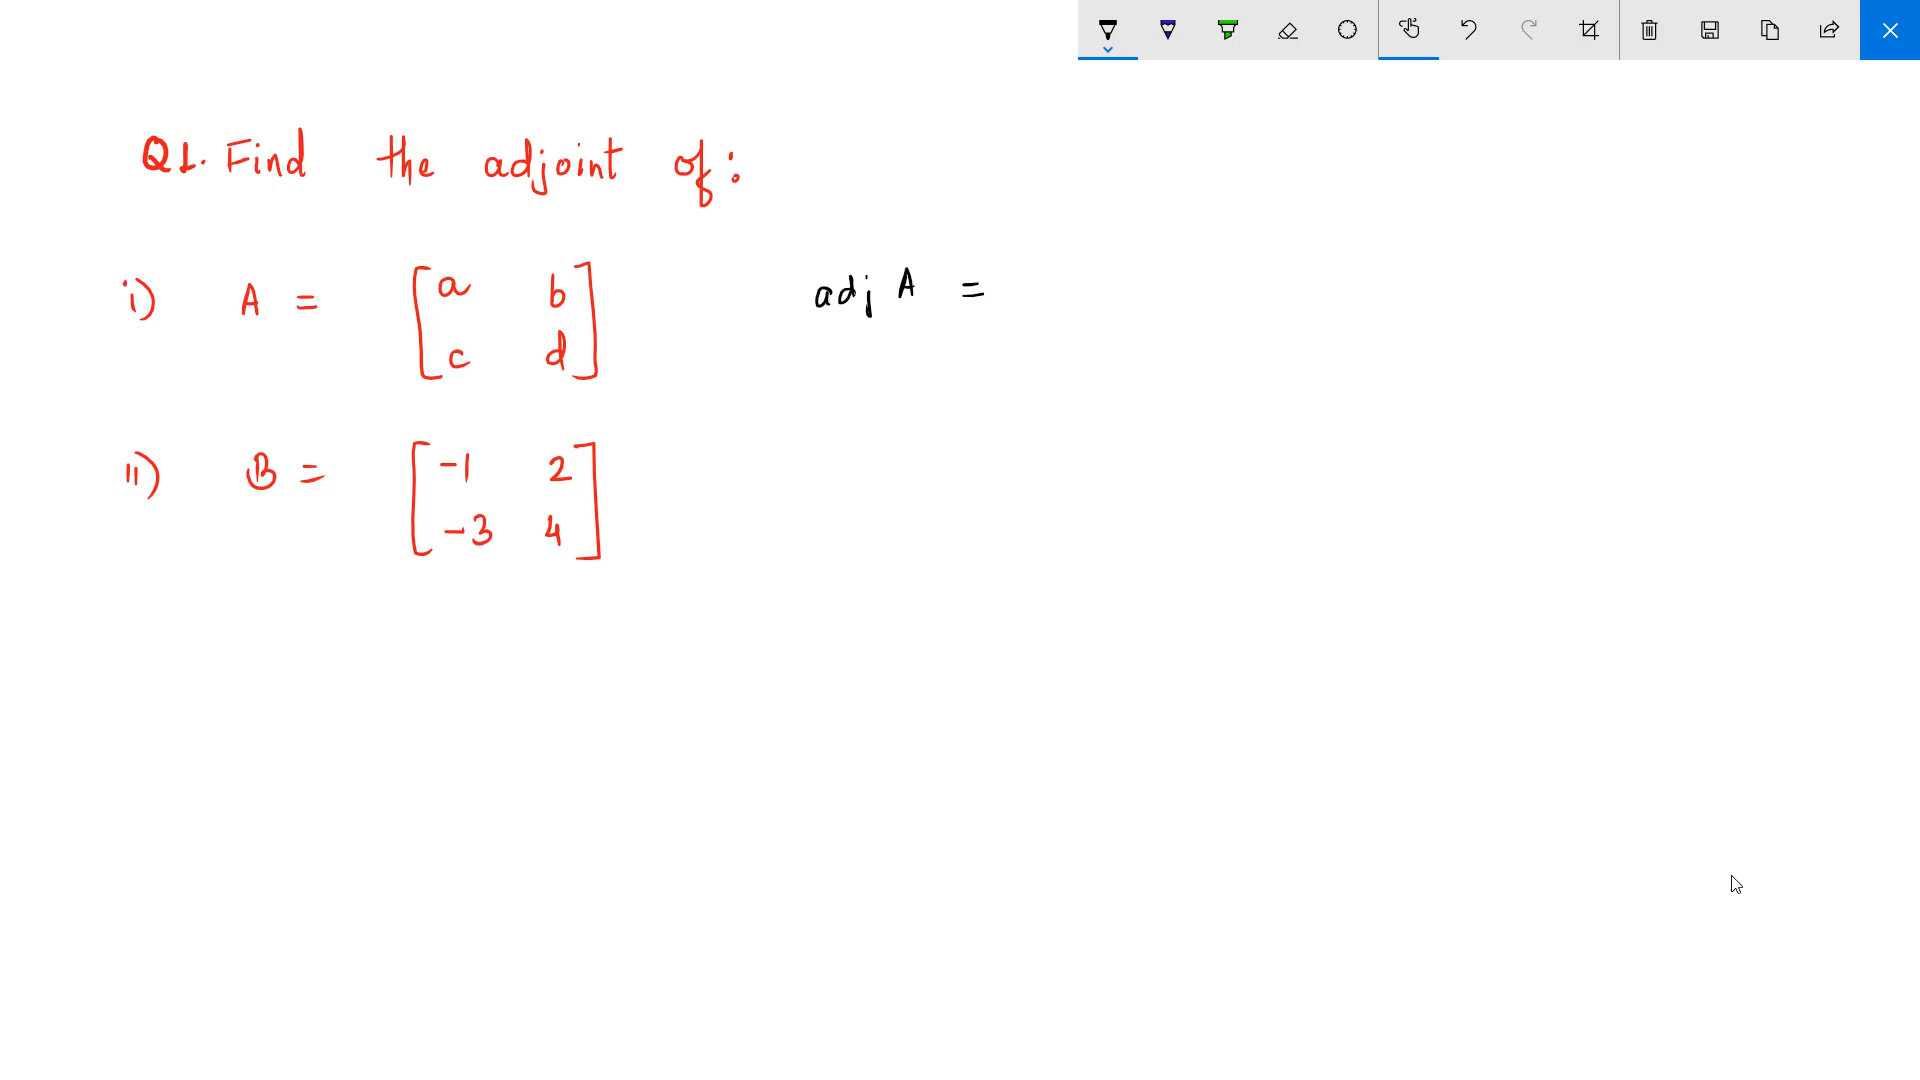 Q1. Find the adjoint of:
i) A = [a b
c d] adj A =
ii) B = [-1 2
-3 4]